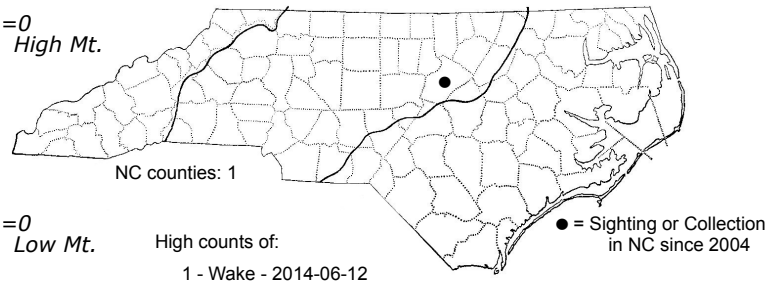 =0
High Mt.
NC counties: 1
=0
Low Mt.
High counts of:
1 - Wake - 2014-06-12
● = Sighting or Collection
in NC since 2004